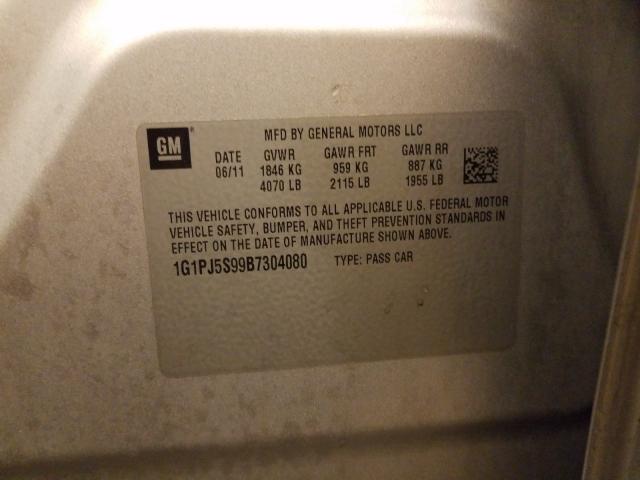 GM
MFD BY GENERAL MOTORS LLC
DATE GVWR GAWR FRT GAWR RR
06/11 1846 KG 959 KG 887 KG
4070 LB 2115 LB 1955 LB
THIS VEHICLE CONFORMS TO ALL APPLICABLE U.S. FEDERAL MOTOR
VEHICLE SAFETY, BUMPER, AND THEFT PREVENTION STANDARDS IN
EFFECT ON THE DATE OF MANUFACTURE SHOWN ABOVE.
1G1PJ5S99B7304080 TYPE: PASS CAR